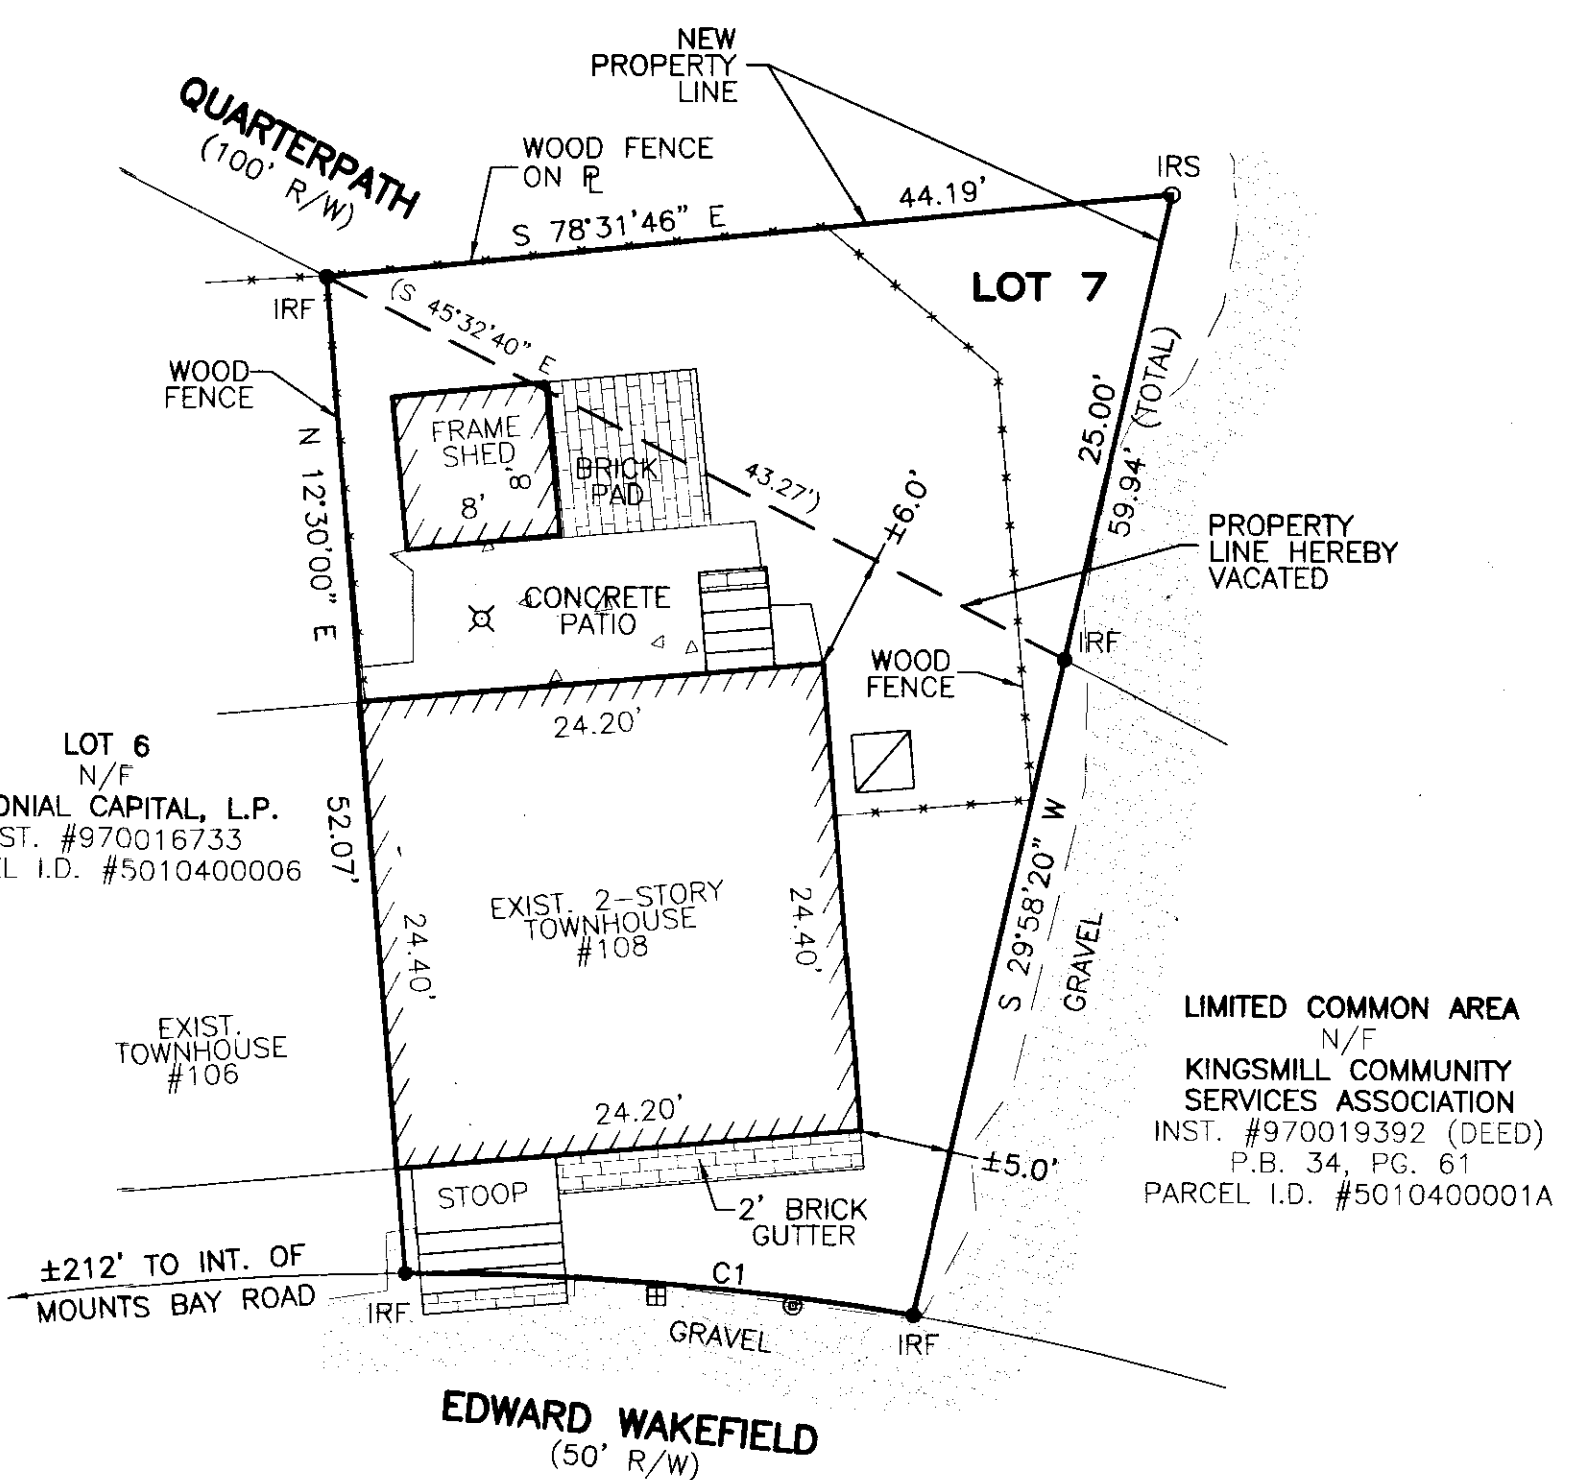 NEW
PROPERTY
LINE
QUARTERPATH
(100' R/W)
WOOD FENCE
ON ℄
IRS
44.19'
S 78°31'46" E
LOT 7
IRF
(S 45°32'40" E
43.27')
WOOD
FENCE
N 12°30'00" E
52.07'
FRAME
SHED
8'
8'
BRICK
PAD
±6.0'
25.00'
59.94' (TOTAL)
PROPERTY
LINE HEREBY
VACATED
CONCRETE
PATIO
IRF
WOOD
FENCE
24.20'
LOT 6
N/F
ONIAL CAPITAL, L.P.
ST. #970016733
EL I.D. #5010400006
EXIST. 2-STORY
TOWNHOUSE
#108
24.40'
24.40'
S 29°58'20" W
GRAVEL
EXIST.
TOWNHOUSE
#106
24.20'
LIMITED COMMON AREA
N/F
KINGSMILL COMMUNITY
SERVICES ASSOCIATION
INST. #970019392 (DEED)
P.B. 34, PG. 61
PARCEL I.D. #5010400001A
±5.0'
STOOP
2' BRICK
GUTTER
±212' TO INT. OF
MOUNTS BAY ROAD
IRF
C1
GRAVEL
IRF
EDWARD WAKEFIELD
(50' R/W)